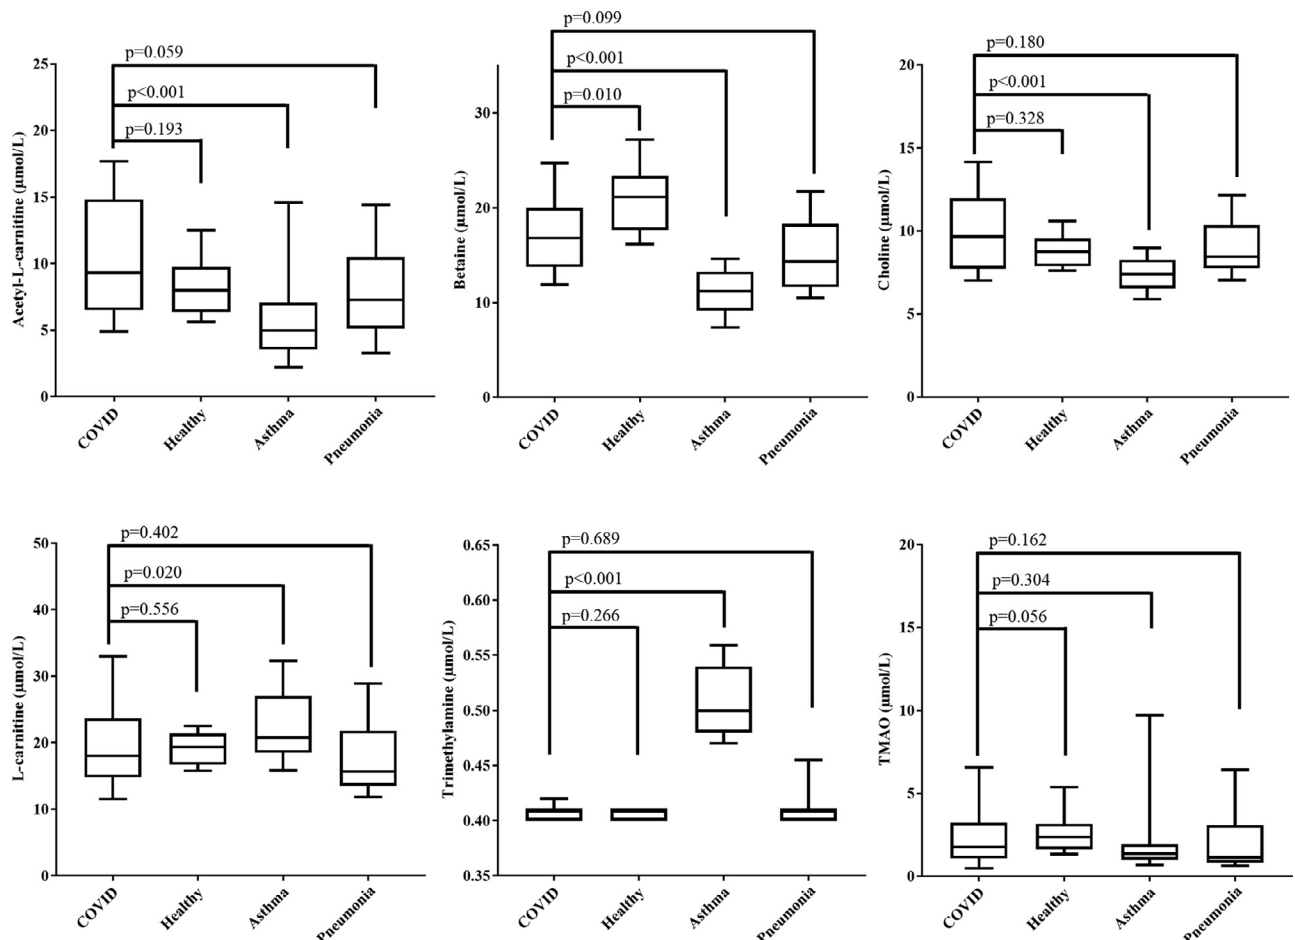 p=0.059
p<0.001
p=0.193
Acetyl-L-carnitine (µmol/L)
25
20
15
10
5
0
COVID
Healthy
Asthma
Pneumonia
p=0.099
p<0.001
p=0.010
Betaine (µmol/L)
30
20
10
0
COVID
Healthy
Asthma
Pneumonia
p=0.180
p<0.001
p=0.328
Choline (µmol/L)
20
15
10
5
0
COVID
Healthy
Asthma
Pneumonia
p=0.402
p=0.020
p=0.556
L-carnitine (µmol/L)
50
40
30
20
10
0
COVID
Healthy
Asthma
Pneumonia
p=0.689
p<0.001
p=0.266
Trimethylamine (µmol/L)
0.65
0.60
0.55
0.50
0.45
0.40
0.35
COVID
Healthy
Asthma
Pneumonia
p=0.162
p=0.304
p=0.056
TMAO (µmol/L)
20
15
10
5
0
COVID
Healthy
Asthma
Pneumonia